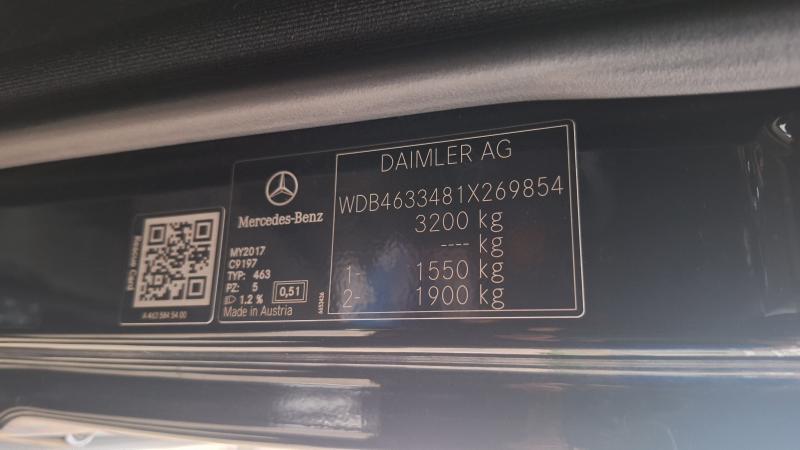 Rescue Card
A 463 584 54 00
Mercedes-Benz
MY2017
C9197
TYP: 463
PZ: 5
1.2 %
0,51
Made in Austria
DAIMLER AG
WDB4633481X269854
3200 kg
---- kg
1- 1550 kg
2- 1900 kg